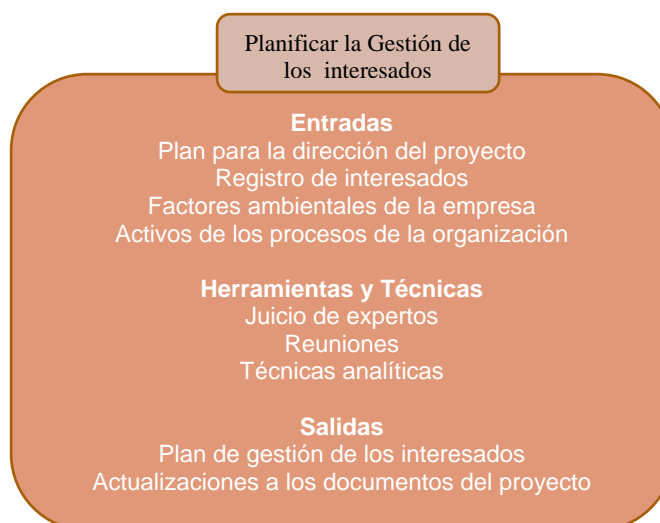 Planificar la Gestión de
los interesados
Entradas
Plan para la dirección del proyecto
Registro de interesados
Factores ambientales de la empresa
Activos de los procesos de la organización
Herramientas y Técnicas
Juicio de expertos
Reuniones
Técnicas analíticas
Salidas
Plan de gestión de los interesados
Actualizaciones a los documentos del proyecto